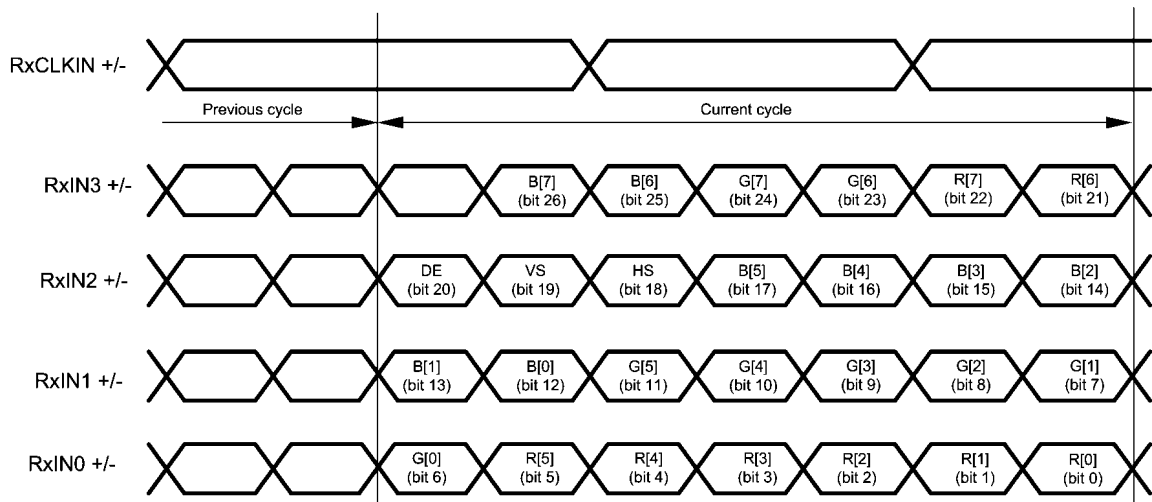 RxCLKIN +/-
Previous cycle
Current cycle
RxIN3 +/-
B[7]
(bit 26)
B[6]
(bit 25)
G[7]
(bit 24)
G[6]
(bit 23)
R[7]
(bit 22)
R[6]
(bit 21)
RxIN2 +/-
DE
(bit 20)
VS
(bit 19)
HS
(bit 18)
B[5]
(bit 17)
B[4]
(bit 16)
B[3]
(bit 15)
B[2]
(bit 14)
RxIN1 +/-
B[1]
(bit 13)
B[0]
(bit 12)
G[5]
(bit 11)
G[4]
(bit 10)
G[3]
(bit 9)
G[2]
(bit 8)
G[1]
(bit 7)
RxIN0 +/-
G[0]
(bit 6)
R[5]
(bit 5)
R[4]
(bit 4)
R[3]
(bit 3)
R[2]
(bit 2)
R[1]
(bit 1)
R[0]
(bit 0)